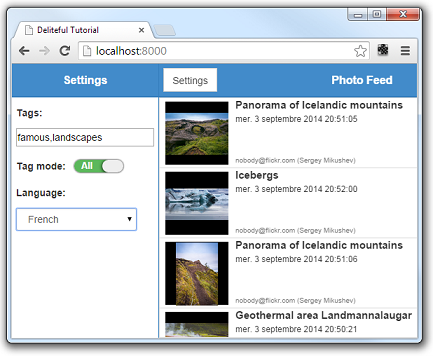 Deliteful Tutorial
localhost:8000
Settings
Settings
Photo Feed
Tags:
famous,landscapes
Tag mode:
All
Language:
French
Panorama of Icelandic mountains
mer. 3 septembre 2014 20:51:05
nobody@flickr.com (Sergey Mikushev)
Icebergs
mer. 3 septembre 2014 20:52:00
nobody@flickr.com (Sergey Mikushev)
Panorama of Icelandic mountains
mer. 3 septembre 2014 20:51:06
nobody@flickr.com (Sergey Mikushev)
Geothermal area Landmannalaugar
mer. 3 septembre 2014 20:50:21